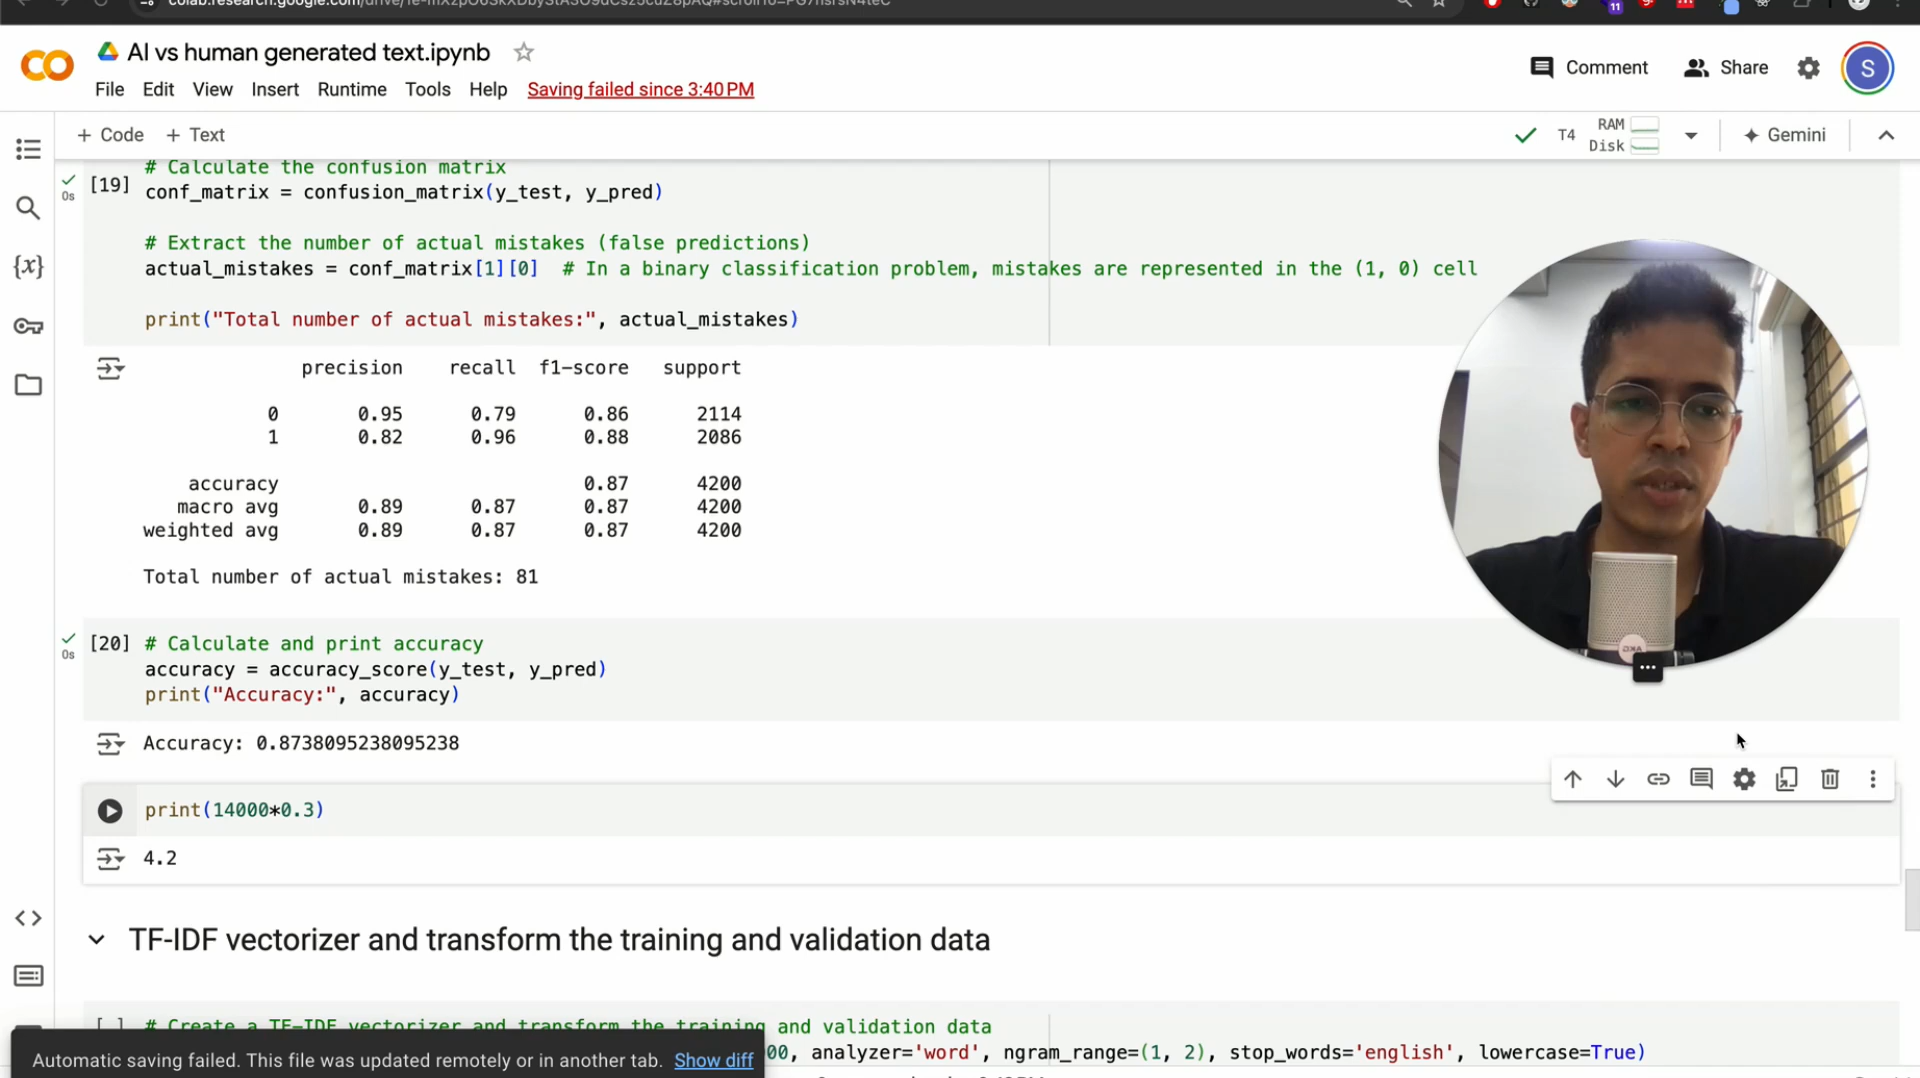 AI vs human generated text.ipynb
File Edit View Insert Runtime Tools Help Saving failed since 3:40 PM
Comment
Share
S
+ Code + Text
T4
RAM
Disk
Gemini
11
# Calculate the confusion matrix
[19] conf_matrix = confusion_matrix(y_test, y_pred)
0s
# Extract the number of actual mistakes (false predictions)
actual_mistakes = conf_matrix[1][0]  # In a binary classification problem, mistakes are represented in the (1, 0) cell
print("Total number of actual mistakes:", actual_mistakes)
precision recall f1-score support
0 0.95 0.79 0.86 2114
1 0.82 0.96 0.88 2086
accuracy 0.87 4200
macro avg 0.89 0.87 0.87 4200
weighted avg 0.89 0.87 0.87 4200
Total number of actual mistakes: 81
[20] # Calculate and print accuracy
0s
accuracy = accuracy_score(y_test, y_pred)
print("Accuracy:", accuracy)
Accuracy: 0.8738095238095238
print(14000*0.3)
4.2
TF-IDF vectorizer and transform the training and validation data
[ ] # Create a TF-IDF vectorizer and transform the training and validation data
00, analyzer='word', ngram_range=(1, 2), stop_words='english', lowercase=True)
Automatic saving failed. This file was updated remotely or in another tab. Show diff